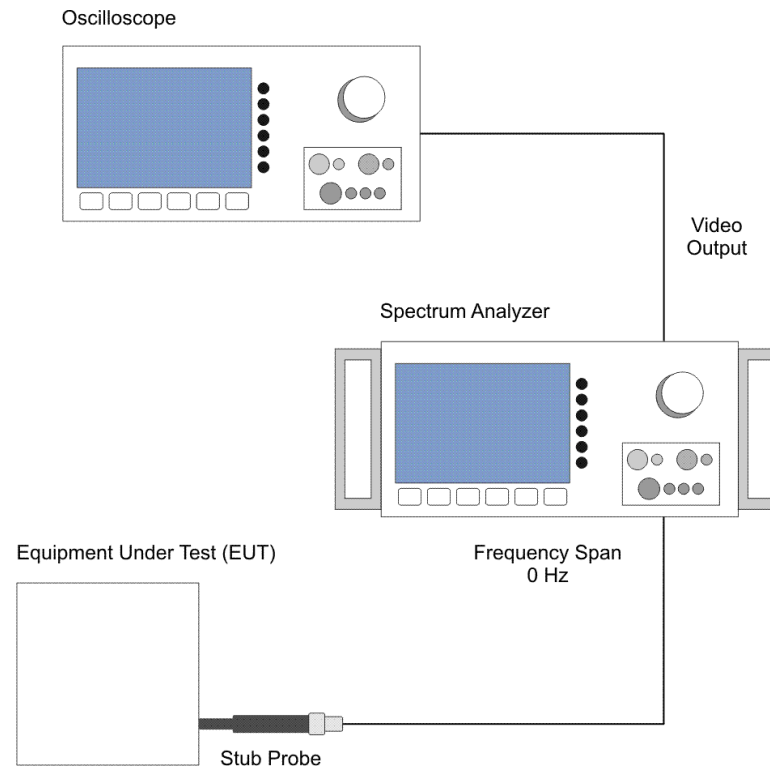 Oscilloscope
Video
Output
Spectrum Analyzer
Equipment Under Test (EUT)
Frequency Span
0 Hz
Stub Probe